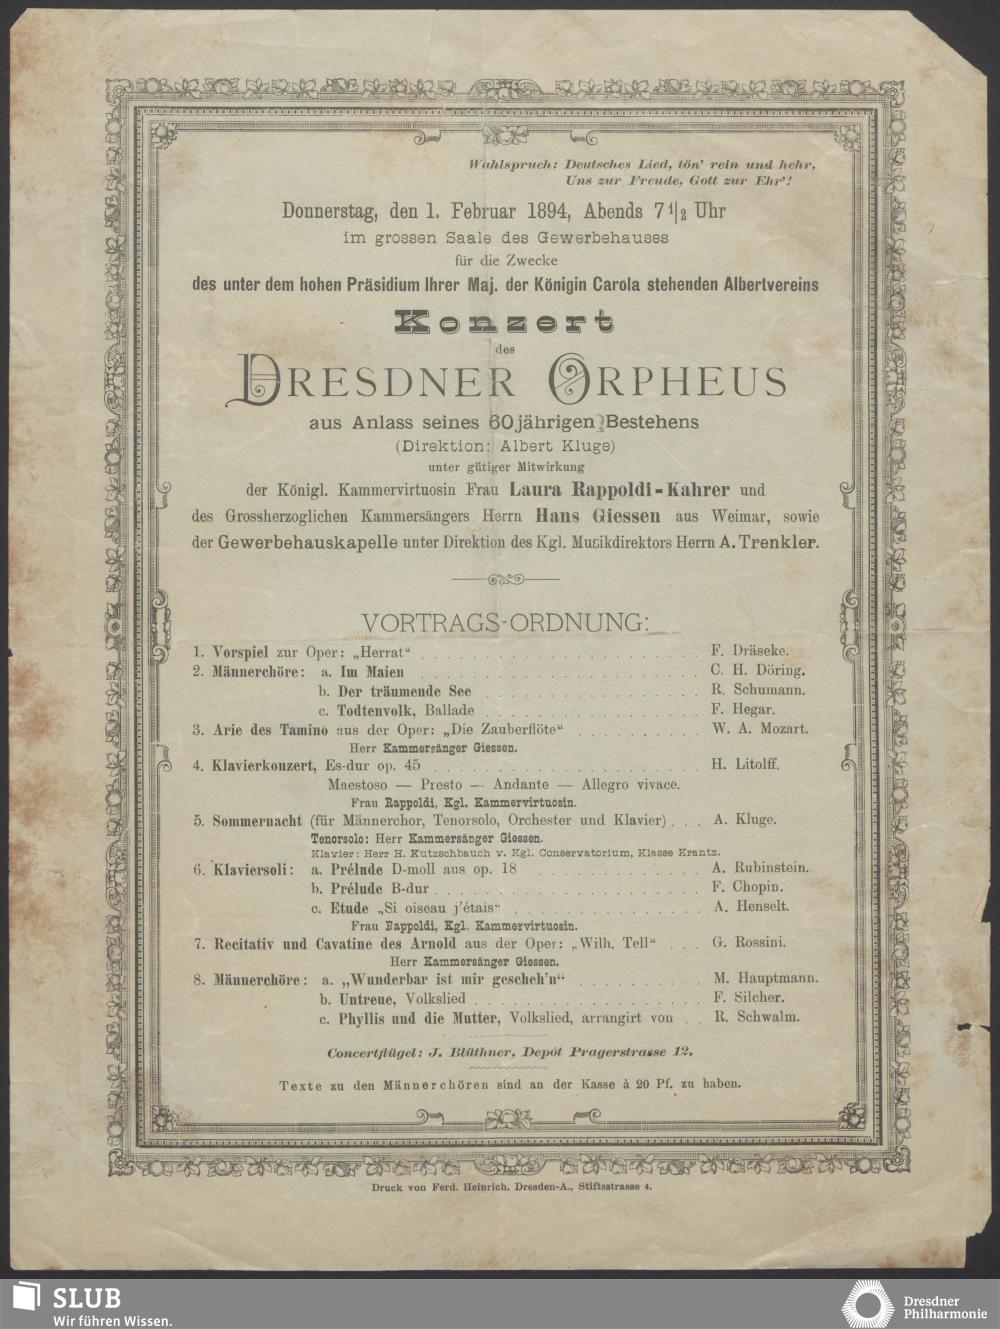 Wahlspruch: Deutsches Lied, tön' rein und hehr,
Uns zur Freude, Gott zur Ehr'!
Donnerstag, den 1. Februar 1894, Abends 7 1/2 Uhr
im grossen Saale des Gewerbehauses
für die Zwecke
des unter dem hohen Präsidium Ihrer Maj. der Königin Carola stehenden Albertvereins
Konzert
des
DRESDNER ORPHEUS
aus Anlass seines 60jährigen Bestehens
(Direktion: Albert Kluge)
unter gütiger Mitwirkung
der Königl. Kammervirtuosin Frau Laura Rappoldi-Kahrer und
des Grossherzoglichen Kammersängers Herrn Hans Giessen aus Weimar, sowie
der Gewerbehauskapelle unter Direktion des Kgl. Musikdirektors Herrn A. Trenkler.
VORTRAGS-ORDNUNG:
1. Vorspiel zur Oper: „Herrat“ . . . F. Dräseke.
2. Männerchöre: a. Im Maien . . . C. H. Döring.
b. Der träumende See . . . R. Schumann.
c. Todtenvolk, Ballade . . . F. Hegar.
3. Arie des Tamino aus der Oper: „Die Zauberflöte“ . . . W. A. Mozart.
Herr Kammersänger Giessen.
4. Klavierkonzert, Es-dur op. 45 . . . H. Litolff.
Maestoso — Presto — Andante — Allegro vivace.
Frau Rappoldi, Kgl. Kammervirtuosin.
5. Sommernacht (für Männerchor, Tenorsolo, Orchester und Klavier) . . . A. Kluge.
Tenorsolo: Herr Kammersänger Giessen.
Klavier: Herr H. Kutzschbauch v. Kgl. Conservatorium, Klasse Krantz.
6. Klaviersoli: a. Prélude D-moll aus op. 18 . . . A. Rubinstein.
b. Prélude B-dur . . . F. Chopin.
c. Etude „Si oiseau j'étais“ . . . A. Henselt.
Frau Rappoldi, Kgl. Kammervirtuosin.
7. Recitativ und Cavatine des Arnold aus der Oper: „Wilh. Tell“ . . . G. Rossini.
Herr Kammersänger Giessen.
8. Männerchöre: a. „Wunderbar ist mir gescheh'n“ . . . M. Hauptmann.
b. Untreue, Volkslied . . . F. Silcher.
c. Phyllis und die Mutter, Volkslied, arrangirt von . . R. Schwalm.
Concertflügel: J. Blüthner, Depôt Pragerstrasse 12.
Texte zu den Männerchören sind an der Kasse à 20 Pf. zu haben.
Druck von Ferd. Heinrich, Dresden-A., Stiftsstrasse 4.
SLUB
Wir führen Wissen.
Dresdner
Philharmonie